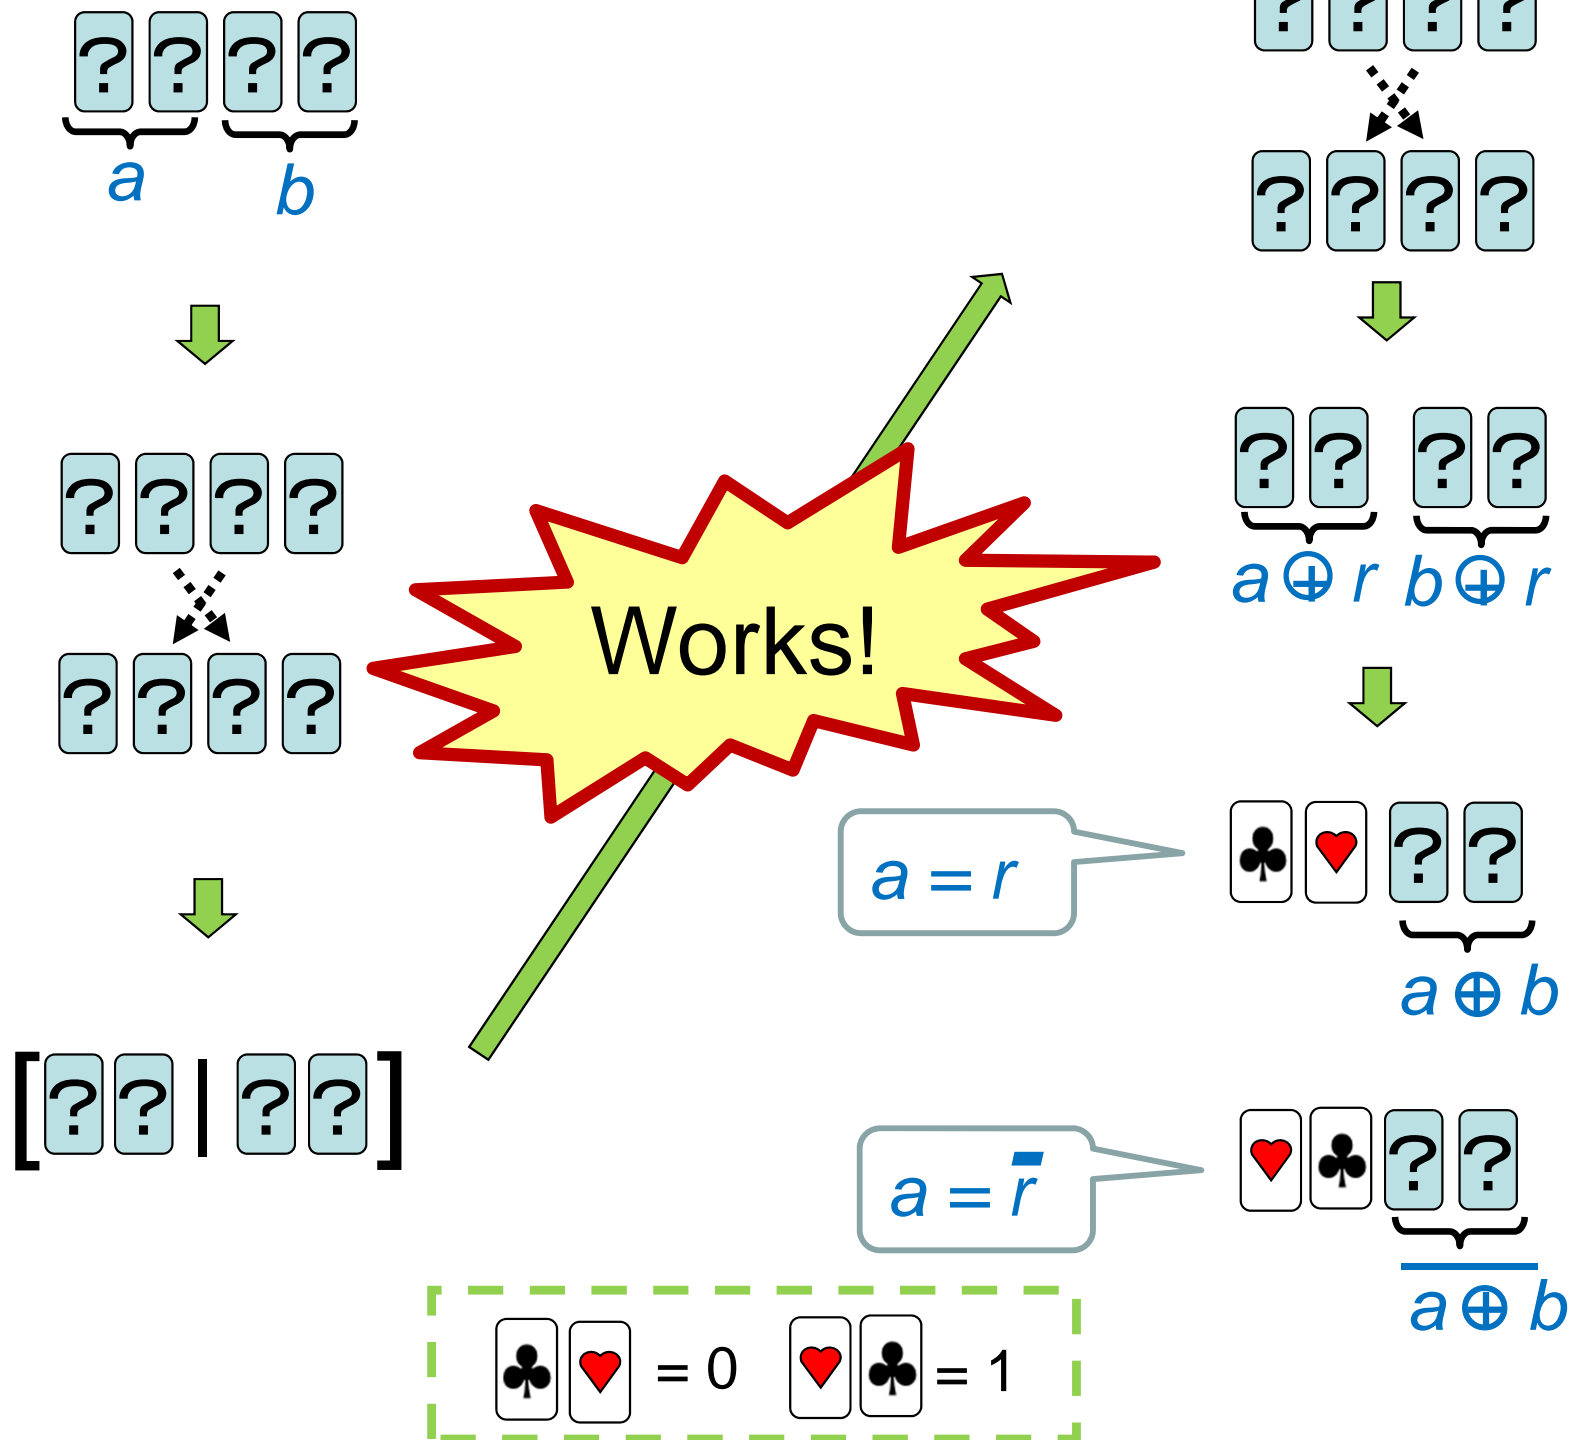 ? ? ? ?
a b
? ? ? ?
? ? ? ?
[ ? ? | ? ? ]
Works!
? ? ? ?
? ? ? ?
? ? ? ?
a ⊕ r b ⊕ r
a = r
♣ ♥ ? ?
a ⊕ b
a = r̅
♥ ♣ ? ?
a̅ ⊕̅ b̅
♣ ♥ = 0 ♥ ♣ = 1